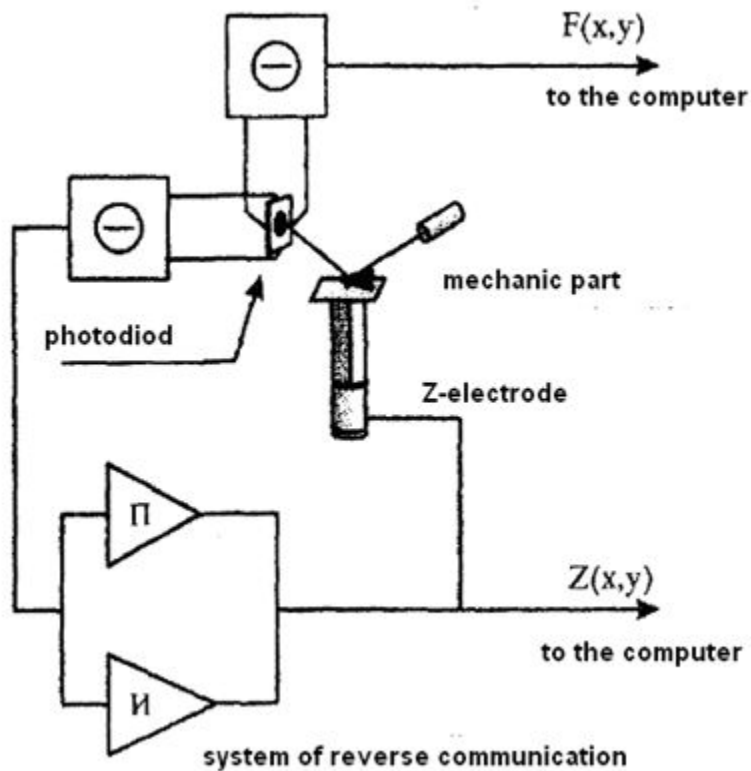 F(x,y)
to the computer
mechanic part
photodiod
Z-electrode
П
Z(x,y)
to the computer
И
system of reverse communication